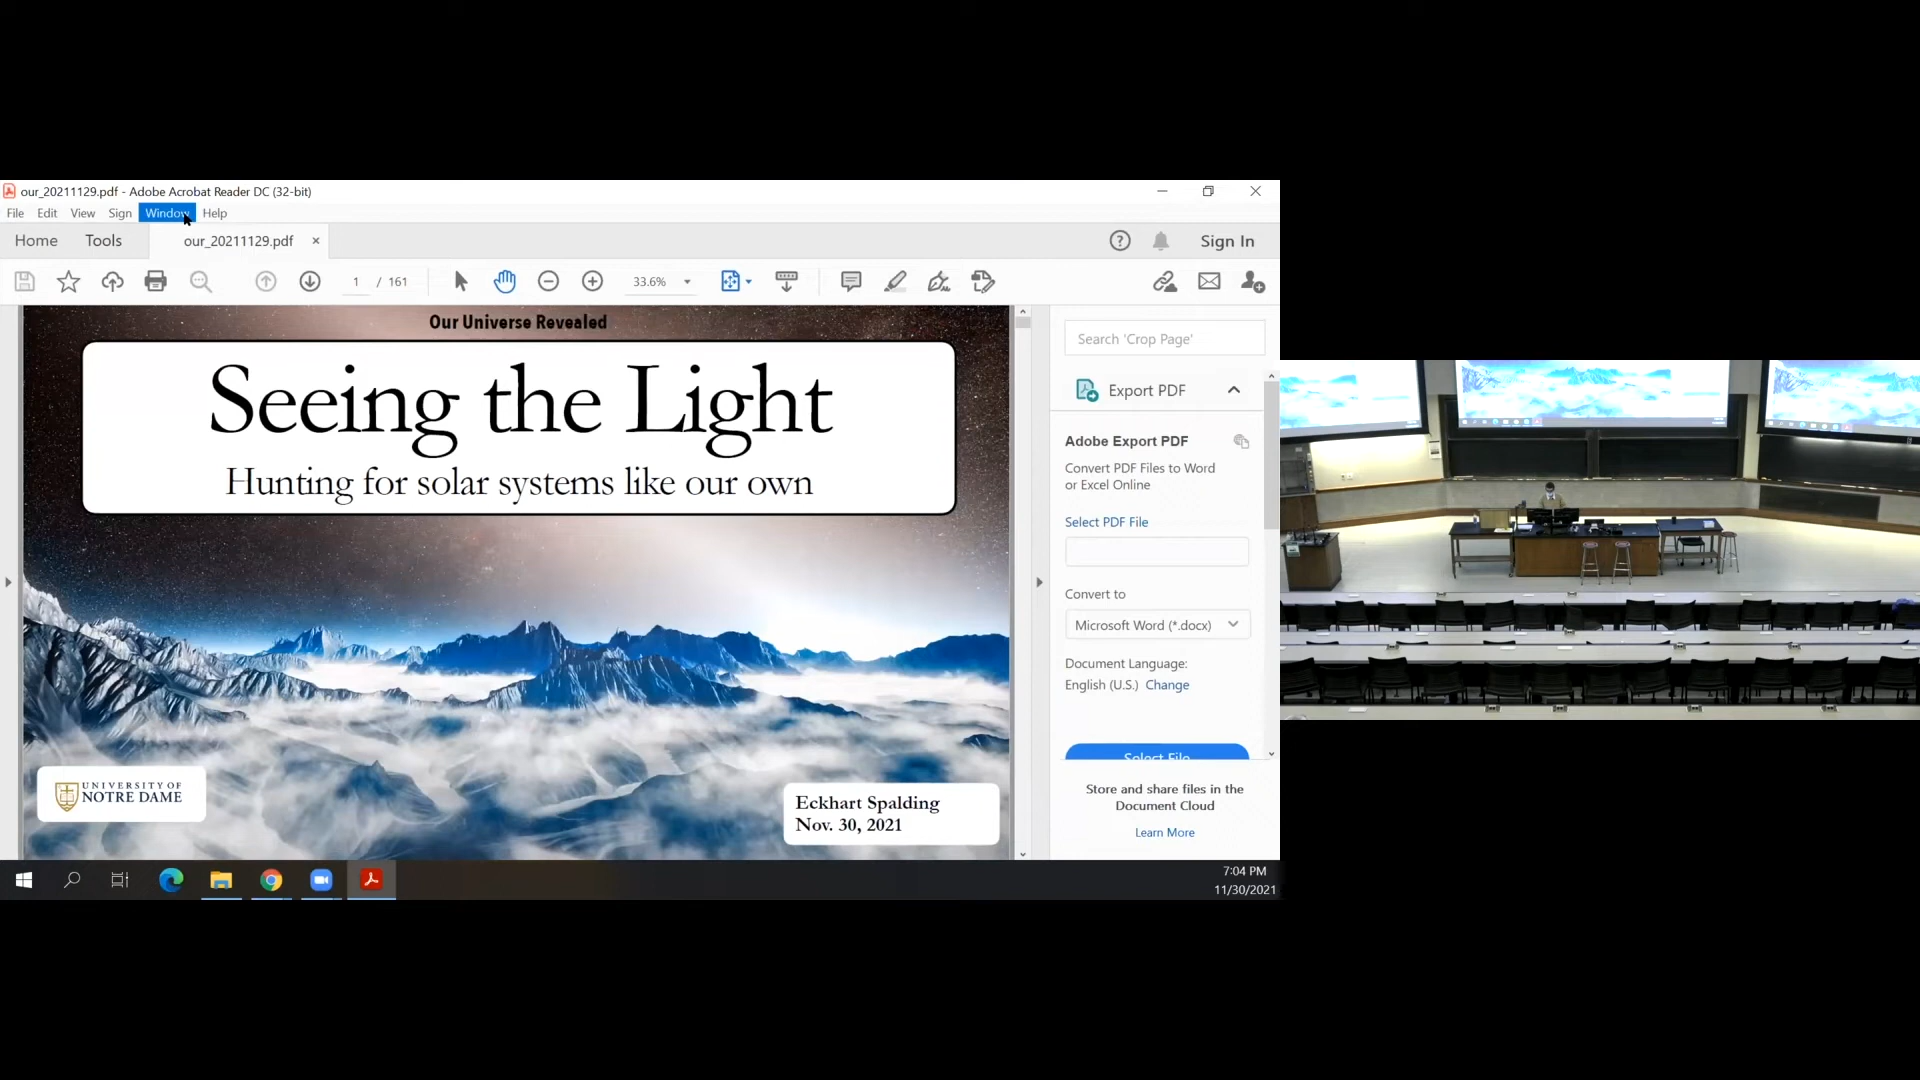 our_20211129.pdf - Adobe Acrobat Reader DC (32-bit)
File Edit View Sign Window Help
Home Tools our_20211129.pdf × Sign In
1 / 161 33.6%
Our Universe Revealed
Seeing the Light
Hunting for solar systems like our own
UNIVERSITY OF
NOTRE DAME
Eckhart Spalding
Nov. 30, 2021
Search 'Crop Page'
Export PDF
Adobe Export PDF
Convert PDF Files to Word
or Excel Online
Select PDF File
Convert to
Microsoft Word (*.docx)
Document Language:
English (U.S.) Change
Select File
Store and share files in the
Document Cloud
Learn More
7:04 PM
11/30/2021